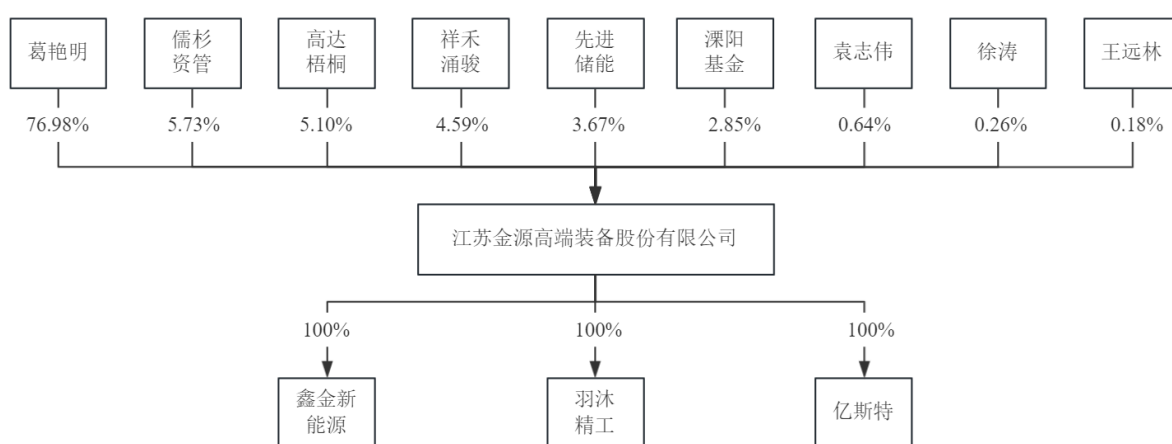 葛艳明
儒杉
资管
高达
梧桐
祥禾
涌骏
先进
储能
溧阳
基金
袁志伟
徐涛
王远林
76.98%
5.73%
5.10%
4.59%
3.67%
2.85%
0.64%
0.26%
0.18%
江苏金源高端装备股份有限公司
100%
100%
100%
鑫金新
能源
羽沐
精工
亿斯特